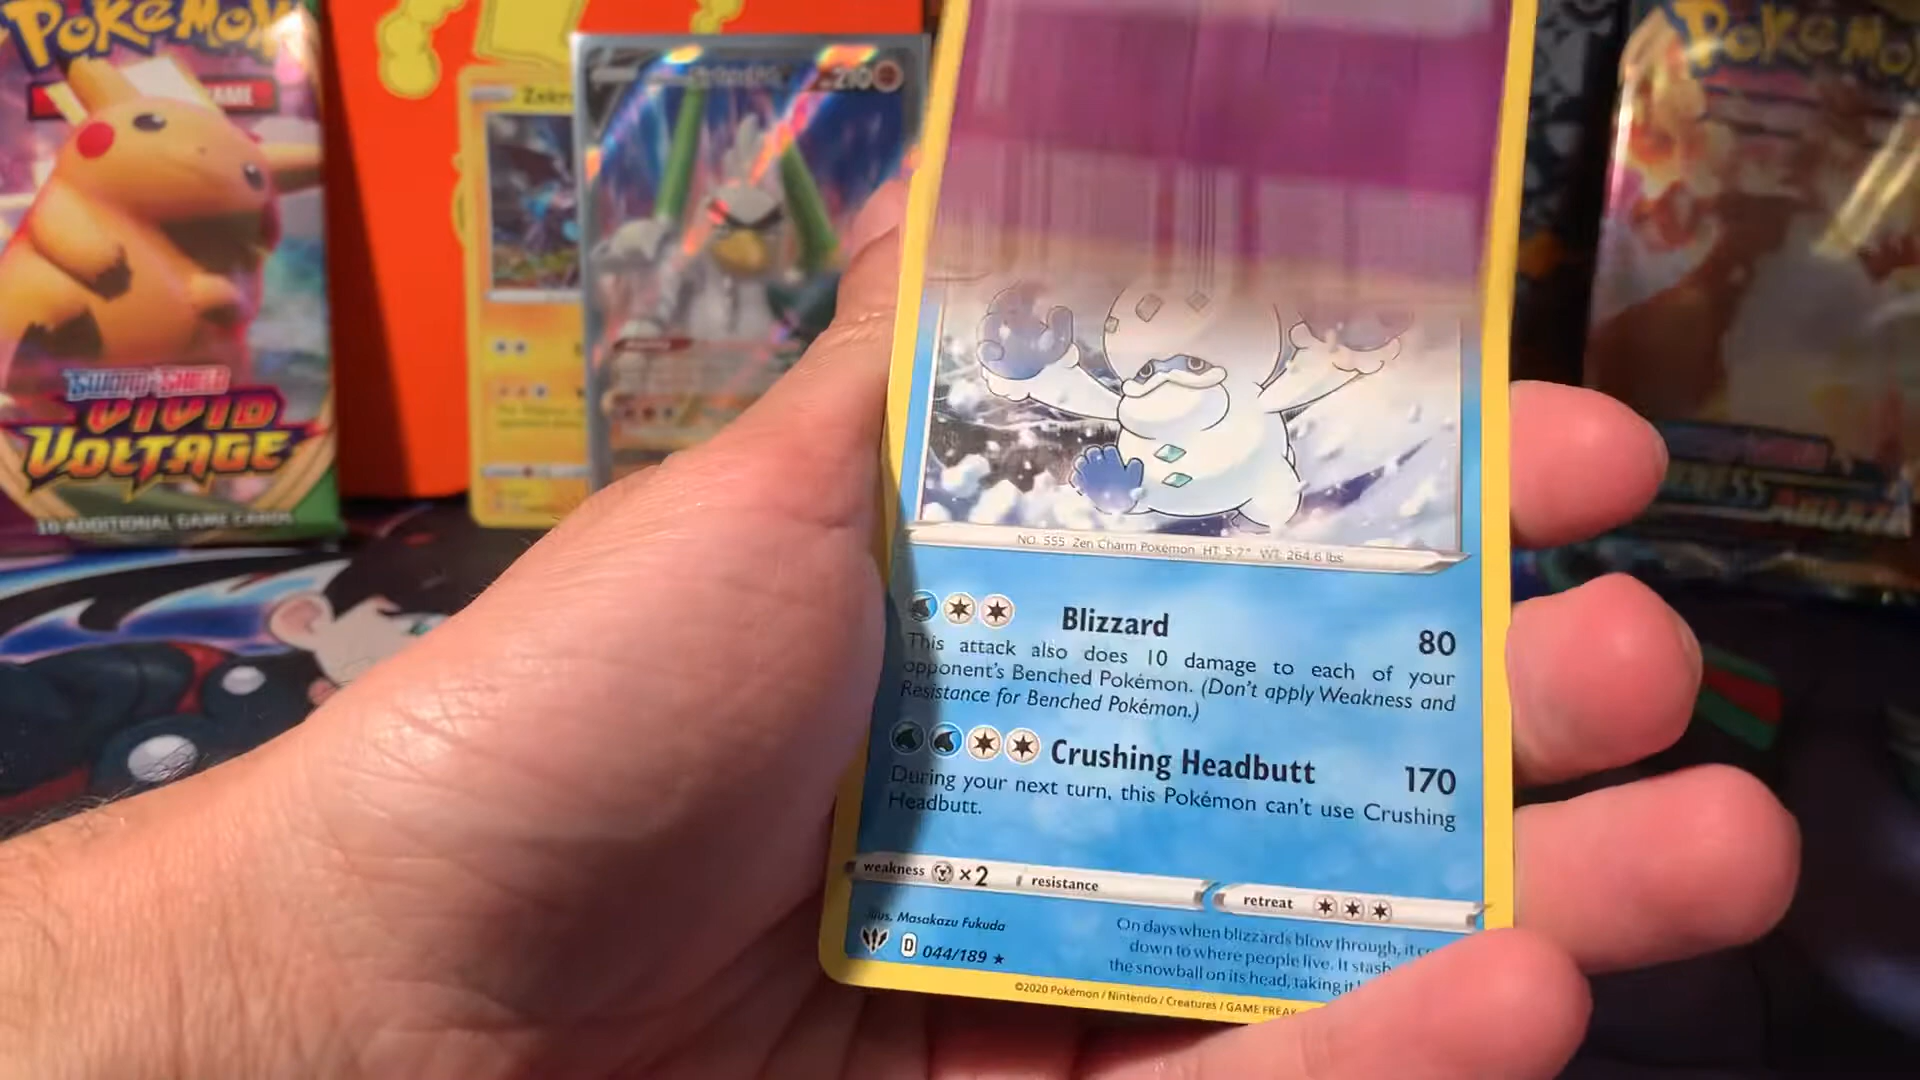 POKÉMON
SWORD & SHIELD
VIVID
VOLTAGE
10 ADDITIONAL GAME CARDS
Zekr
210
POKÉMO
NO. 555 Zen Charm Pokémon HT: 5'7" WT: 264.6 lbs
Blizzard 80
This attack also does 10 damage to each of your
opponent's Benched Pokémon. (Don't apply Weakness and
Resistance for Benched Pokémon.)
Crushing Headbutt 170
During your next turn, this Pokémon can't use Crushing
Headbutt.
weakness ×2 resistance retreat
Illus. Masakazu Fukuda
D 044/189 ★
On days when blizzards blow through, it c
down to where people live. It stash
the snowball on its head, taking it
©2020 Pokémon / Nintendo / Creatures / GAME FREAK